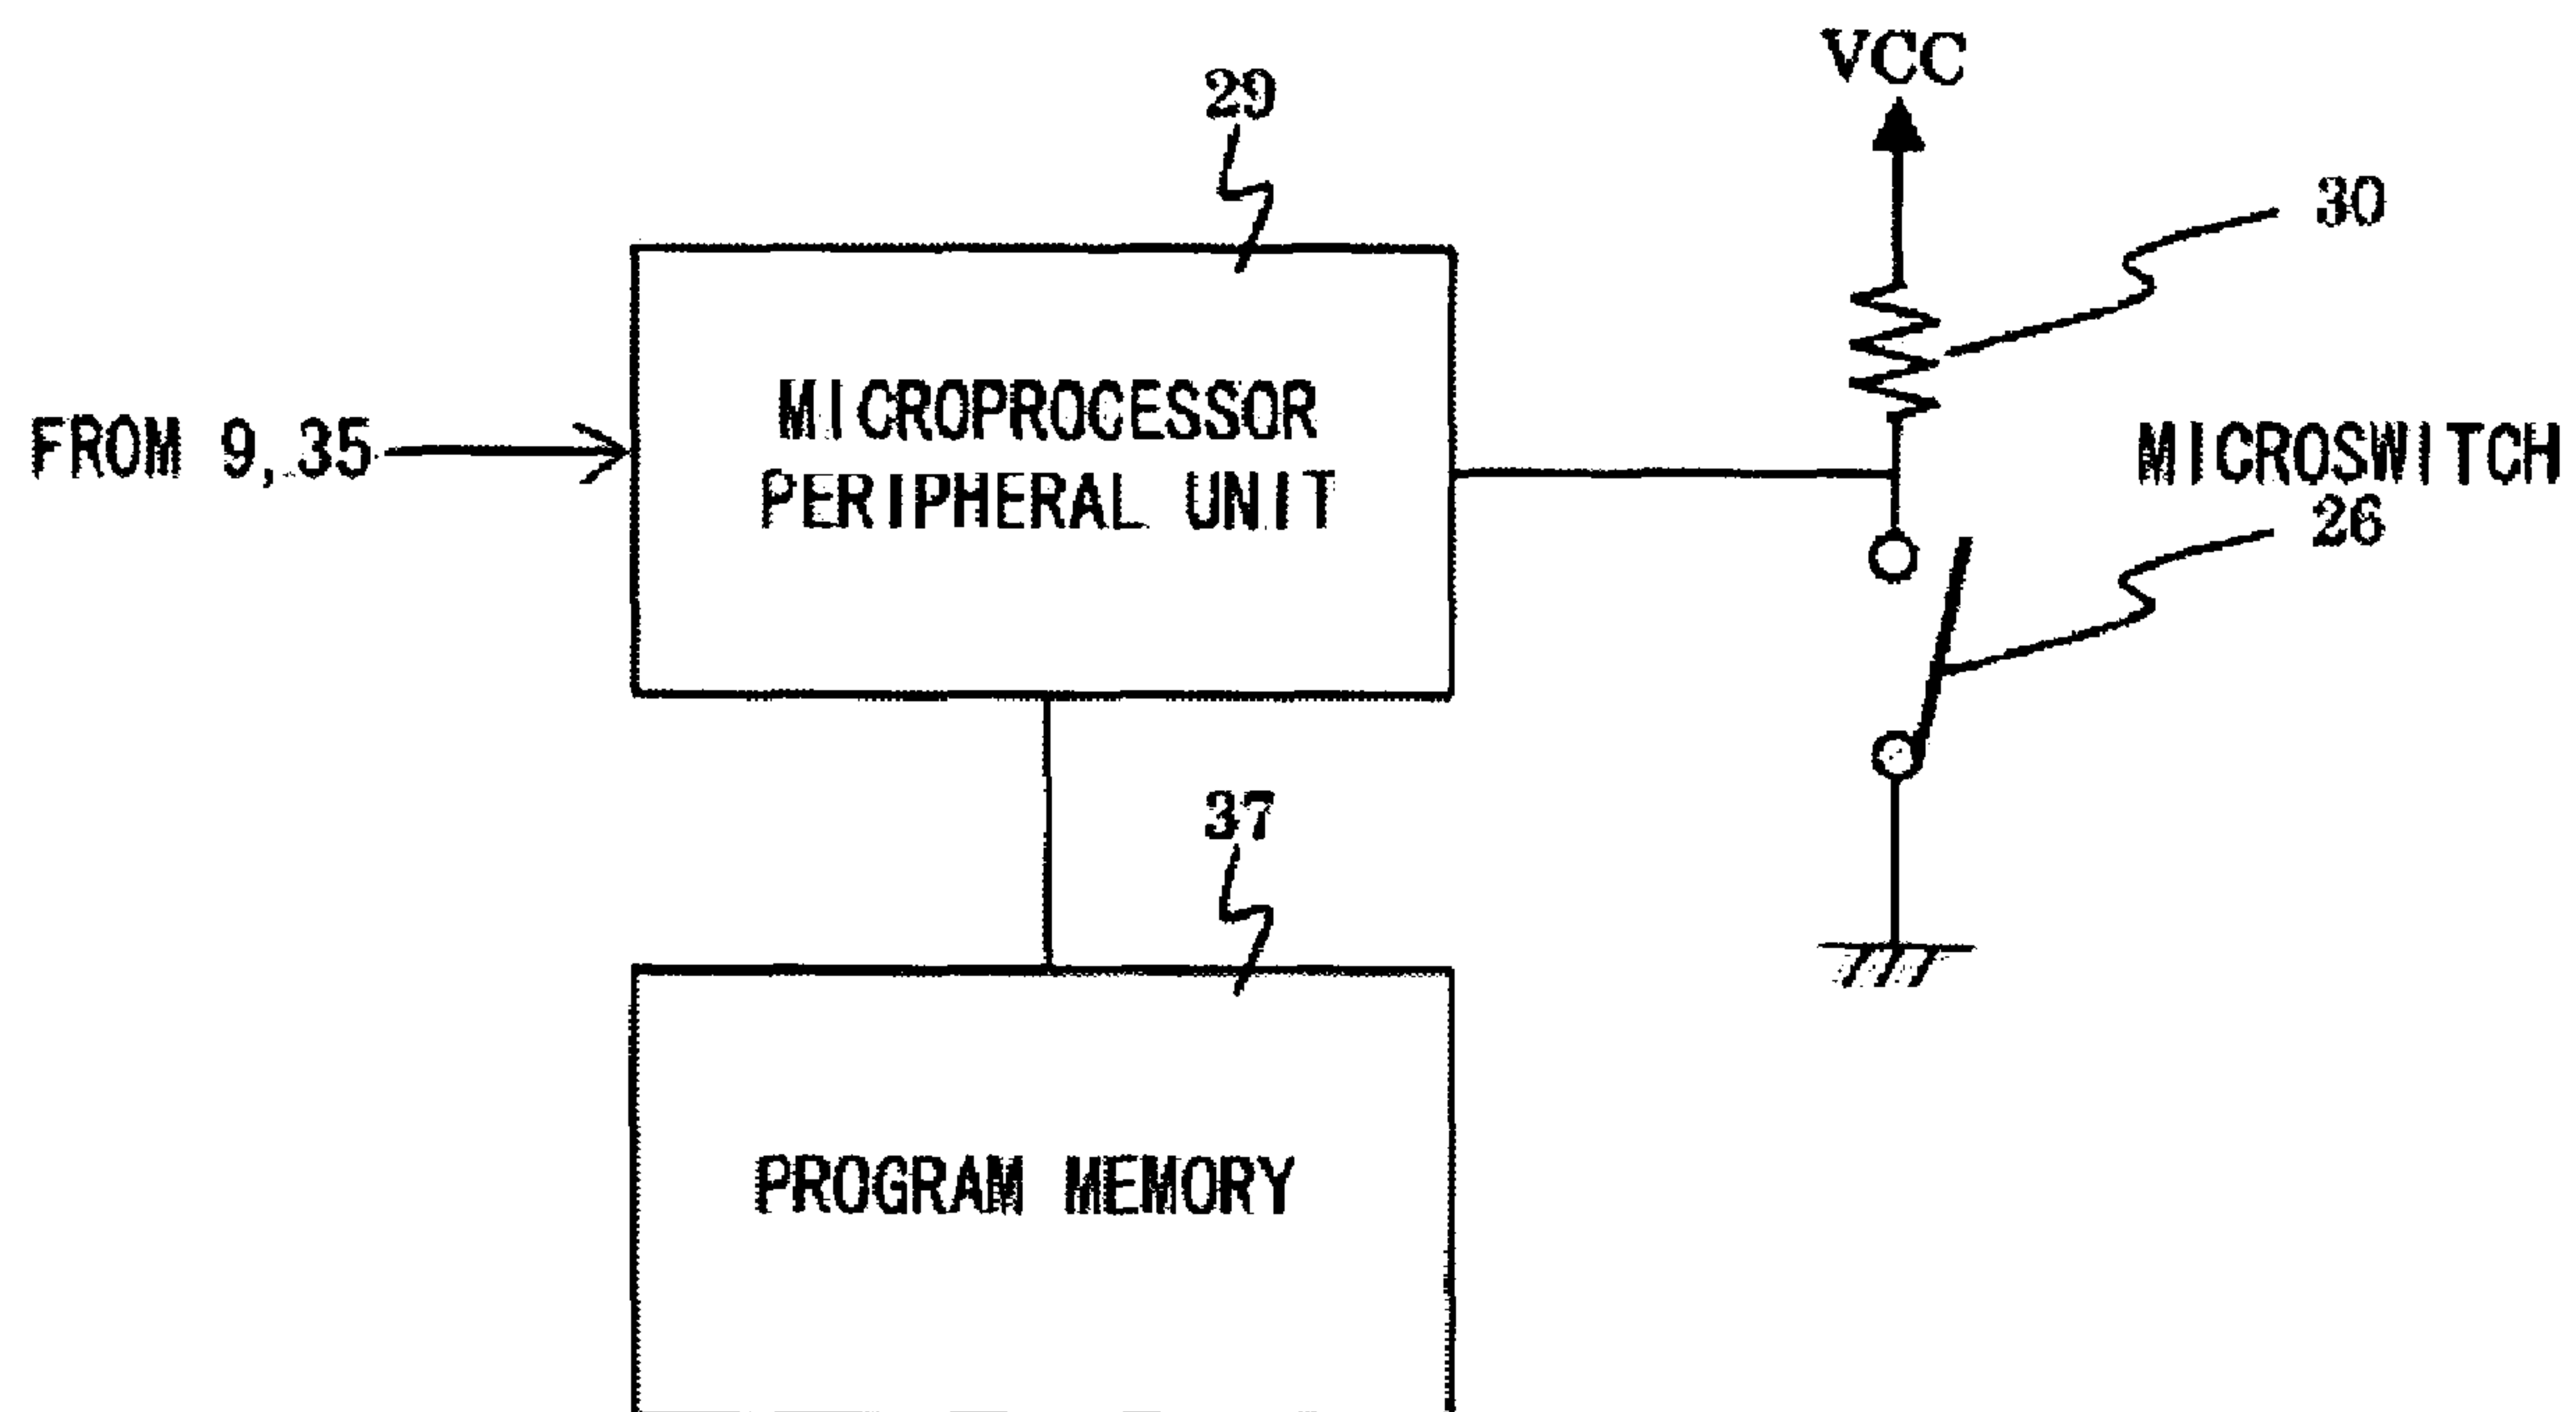 VCC
29
30
MICROPROCESSOR
PERIPHERAL UNIT
FROM 9,35
MICROSWITCH
26
37
PROGRAM MEMORY